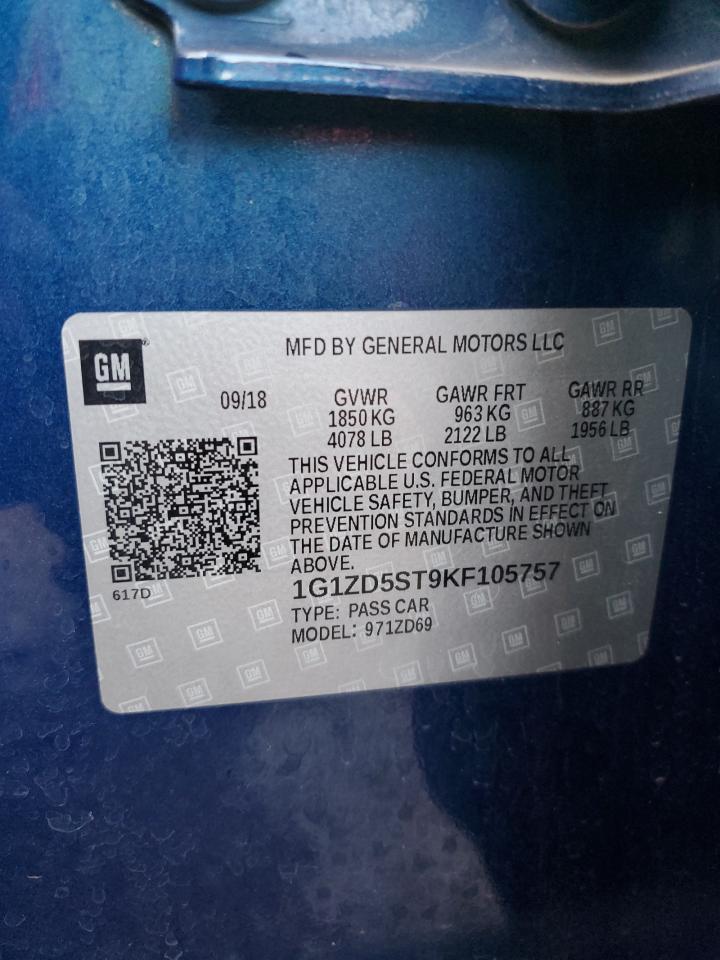 GM
MFD BY GENERAL MOTORS LLC
09/18 GVWR GAWR FRT GAWR RR
1850 KG 963 KG 887 KG
4078 LB 2122 LB 1956 LB
THIS VEHICLE CONFORMS TO ALL
APPLICABLE U.S. FEDERAL MOTOR
VEHICLE SAFETY, BUMPER, AND THEFT
PREVENTION STANDARDS IN EFFECT ON
THE DATE OF MANUFACTURE SHOWN
ABOVE.
617D
1G1ZD5ST9KF105757
TYPE: PASS CAR
MODEL: 971ZD69